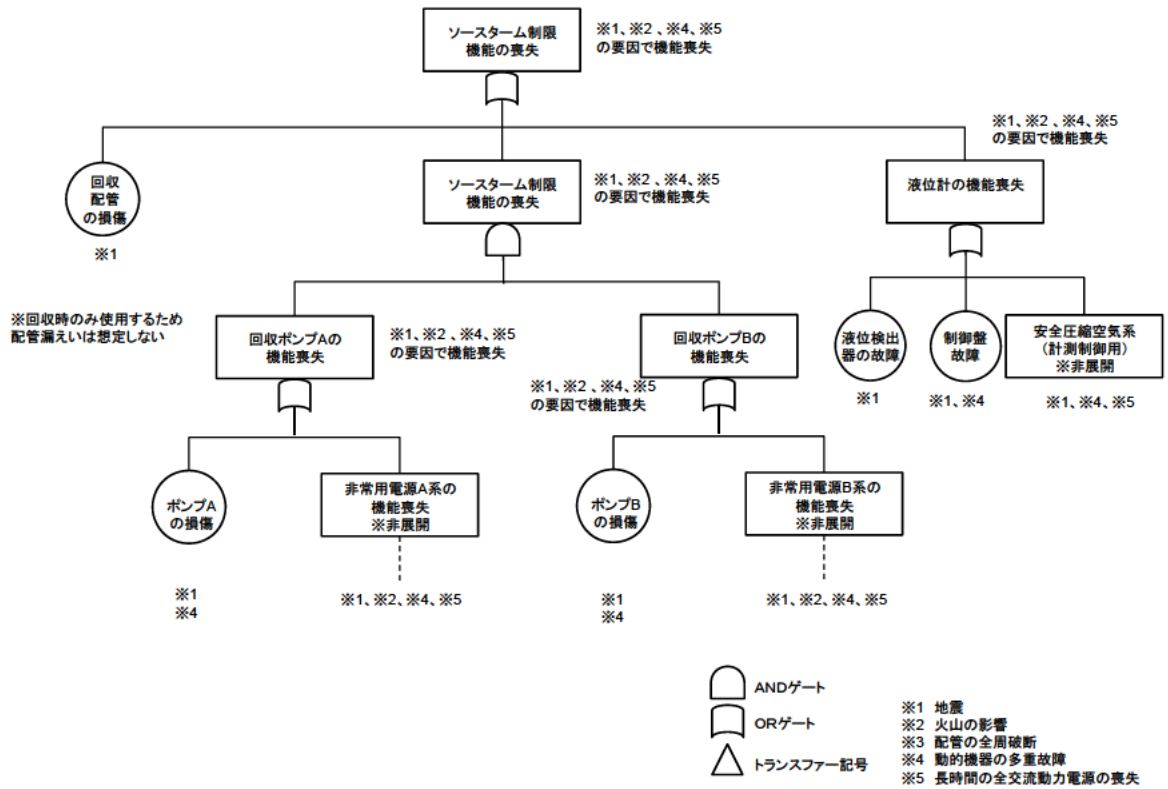 ソースターム制限
機能の喪失
※1、※2 、※4、※5
の要因で機能喪失
※1、※2 、※4、※5
の要因で機能喪失
回収
配管
の損傷
※1
ソースターム制限
機能の喪失
※1、※2 、※4、※5
の要因で機能喪失
液位計の機能喪失
※回収時のみ使用するため
配管漏えいは想定しない
回収ポンプAの
機能喪失
※1、※2 、※4、※5
の要因で機能喪失
回収ポンプBの
機能喪失
※1、※2 、※4、※5
の要因で機能喪失
液位検出
器の故障
※1
制御盤
故障
※1、※4
安全圧縮空気系
(計測制御用)
※非展開
※1、※4、※5
ポンプA
の損傷
※1
※4
非常用電源A系の
機能喪失
※非展開
※1、※2、※4、※5
ポンプB
の損傷
※1
※4
非常用電源B系の
機能喪失
※非展開
※1、※2、※4、※5
ANDゲート
ORゲート
トランスファー記号
※1 地震
※2 火山の影響
※3 配管の全周破断
※4 動的機器の多重故障
※5 長時間の全交流動力電源の喪失